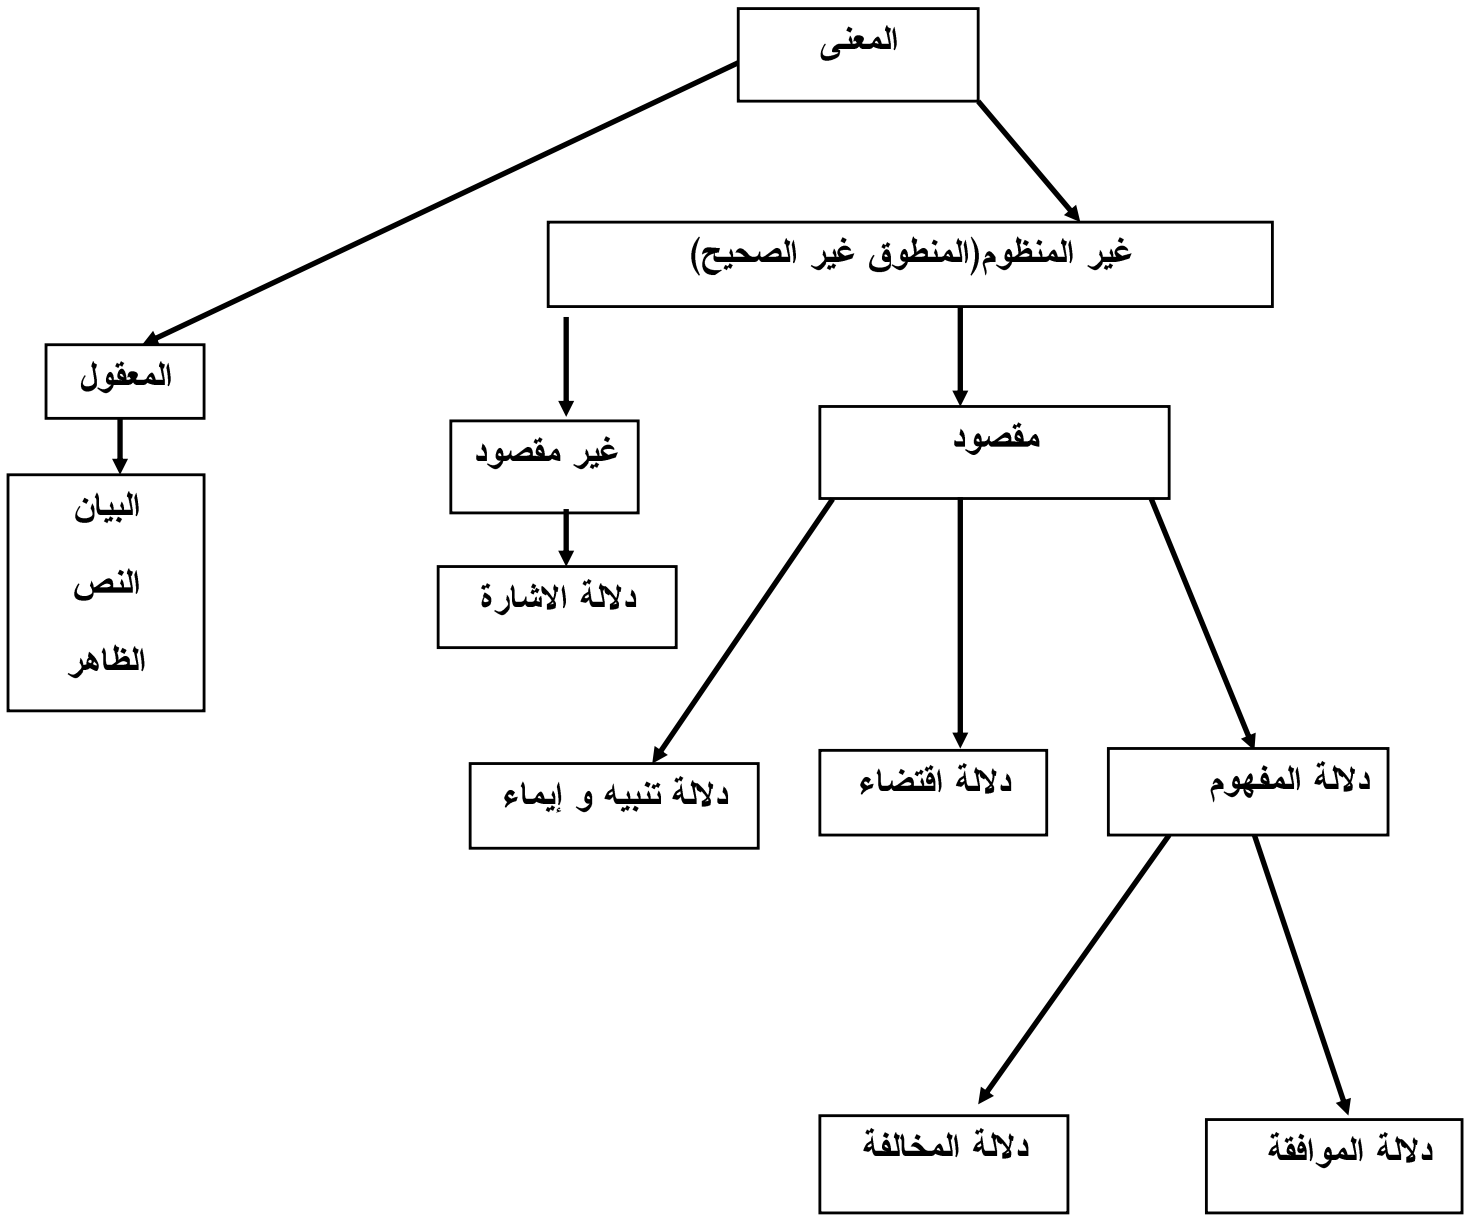 المعنى
غير المنظوم(المنطوق غير الصحيح)
المعقول
مقصود
غير مقصود
البيان
النص
الظاهر
دلالة الاشارة
دلالة المفهوم
دلالة اقتضاء
دلالة تنبيه و إيماء
دلالة الموافقة
دلالة المخالفة